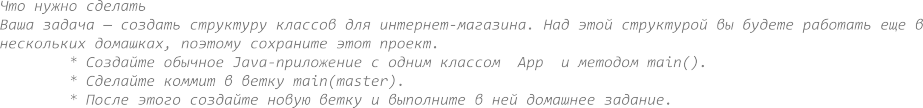 Что нужно сделать
Ваша задача — создать структуру классов для интернет-магазина. Над этой структурой вы будете работать еще в
нескольких домашках, поэтому сохраните этот проект.
* Создайте обычное Java-приложение с одним классом App и методом main().
* Сделайте коммит в ветку main(master).
* После этого создайте новую ветку и выполните в ней домашнее задание.